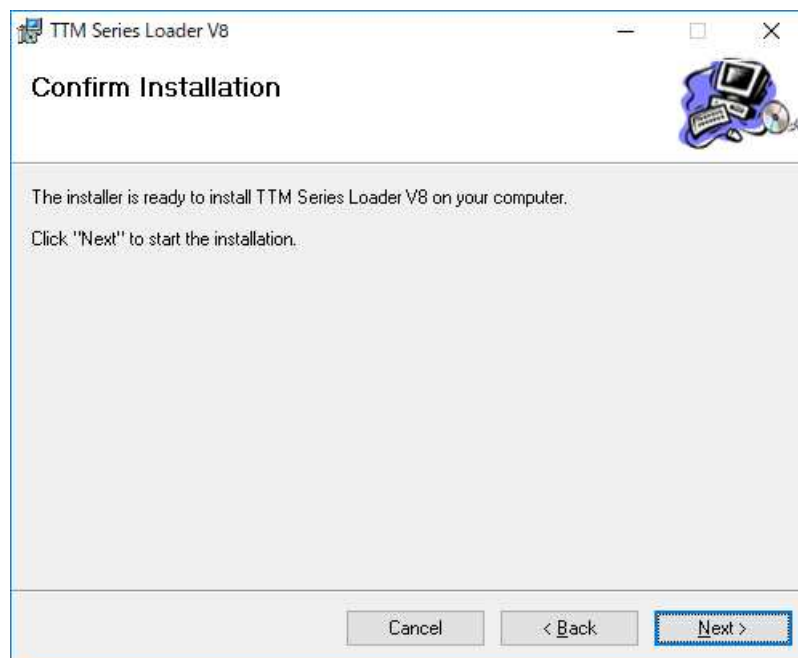 TTM Series Loader V8
Confirm Installation
The installer is ready to install TTM Series Loader V8 on your computer.
Click "Next" to start the installation.
Cancel
< Back
Next >